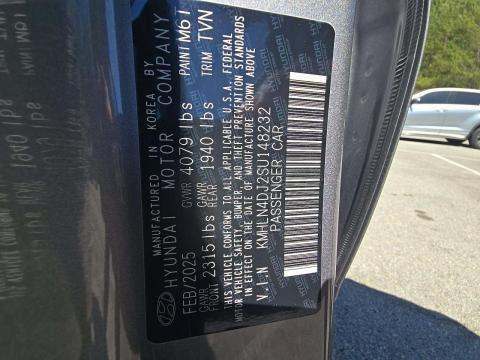 MANUFACTURED IN KOREA BY
HYUNDAI MOTOR COMPANY
FEB/2025 GVWR 4079 lbs PAINT M6T
GAWR FRONT 2315 lbs GAWR REAR 1940 lbs TRIM TVN
THIS VEHICLE CONFORMS TO ALL APPLICABLE U.S.A. FEDERAL
MOTOR VEHICLE SAFETY, BUMPER, AND THEFT PREVENTION STANDARDS
IN EFFECT ON THE DATE OF MANUFACTURE SHOWN ABOVE
V.I.N KMHLN4DJ2SU148232
PASSENGER CAR